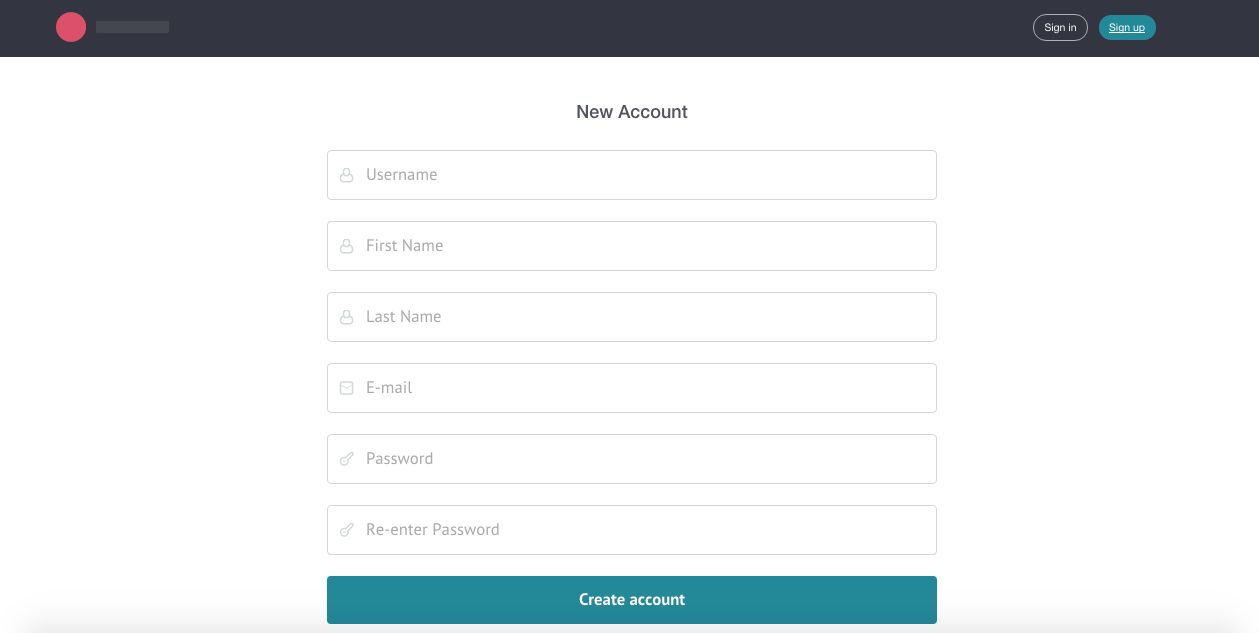 Sign in
Sign up
New Account
Username
First Name
Last Name
E-mail
Password
Re-enter Password
Create account